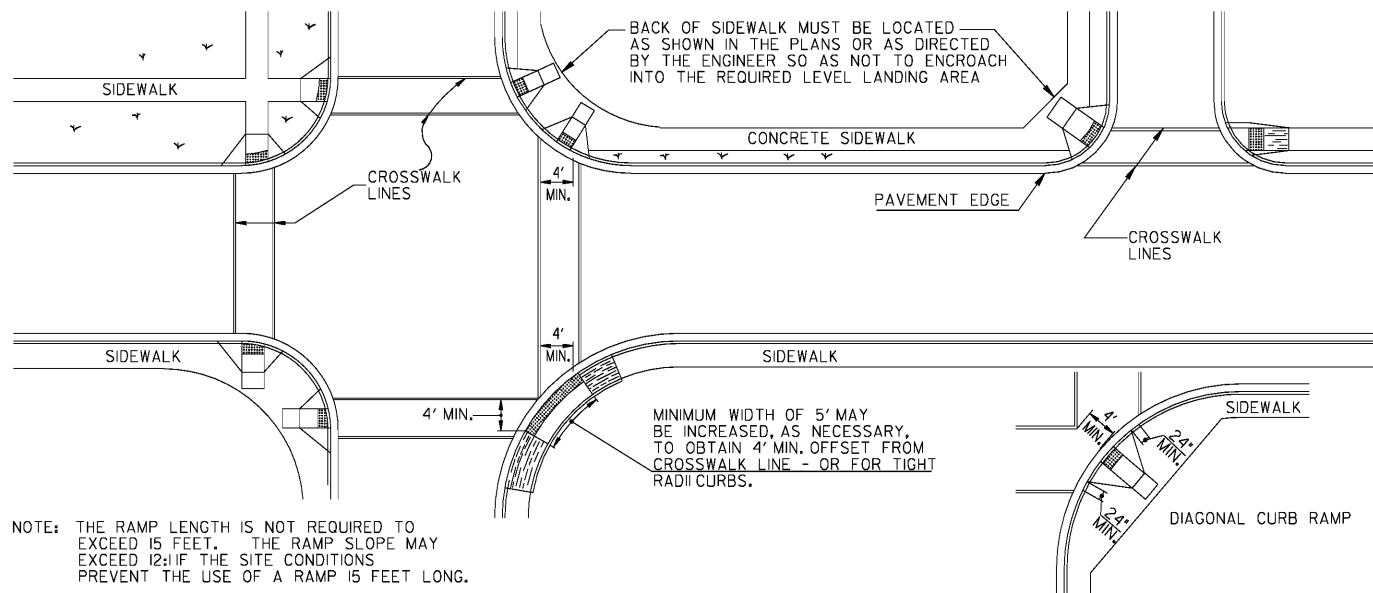 BACK OF SIDEWALK MUST BE LOCATED
AS SHOWN IN THE PLANS OR AS DIRECTED
BY THE ENGINEER SO AS NOT TO ENCROACH
INTO THE REQUIRED LEVEL LANDING AREA
SIDEWALK
CONCRETE SIDEWALK
CROSSWALK
LINES
4'
MIN.
PAVEMENT EDGE
CROSSWALK
LINES
4'
MIN.
SIDEWALK
SIDEWALK
4' MIN.
MINIMUM WIDTH OF 5' MAY
BE INCREASED, AS NECESSARY,
TO OBTAIN 4' MIN. OFFSET FROM
CROSSWALK LINE - OR FOR TIGHT
RADII CURBS.
4'
MIN.
SIDEWALK
24"
MIN.
24"
MIN.
DIAGONAL CURB RAMP
NOTE: THE RAMP LENGTH IS NOT REQUIRED TO
EXCEED 15 FEET. THE RAMP SLOPE MAY
EXCEED 12:1 IF THE SITE CONDITIONS
PREVENT THE USE OF A RAMP 15 FEET LONG.